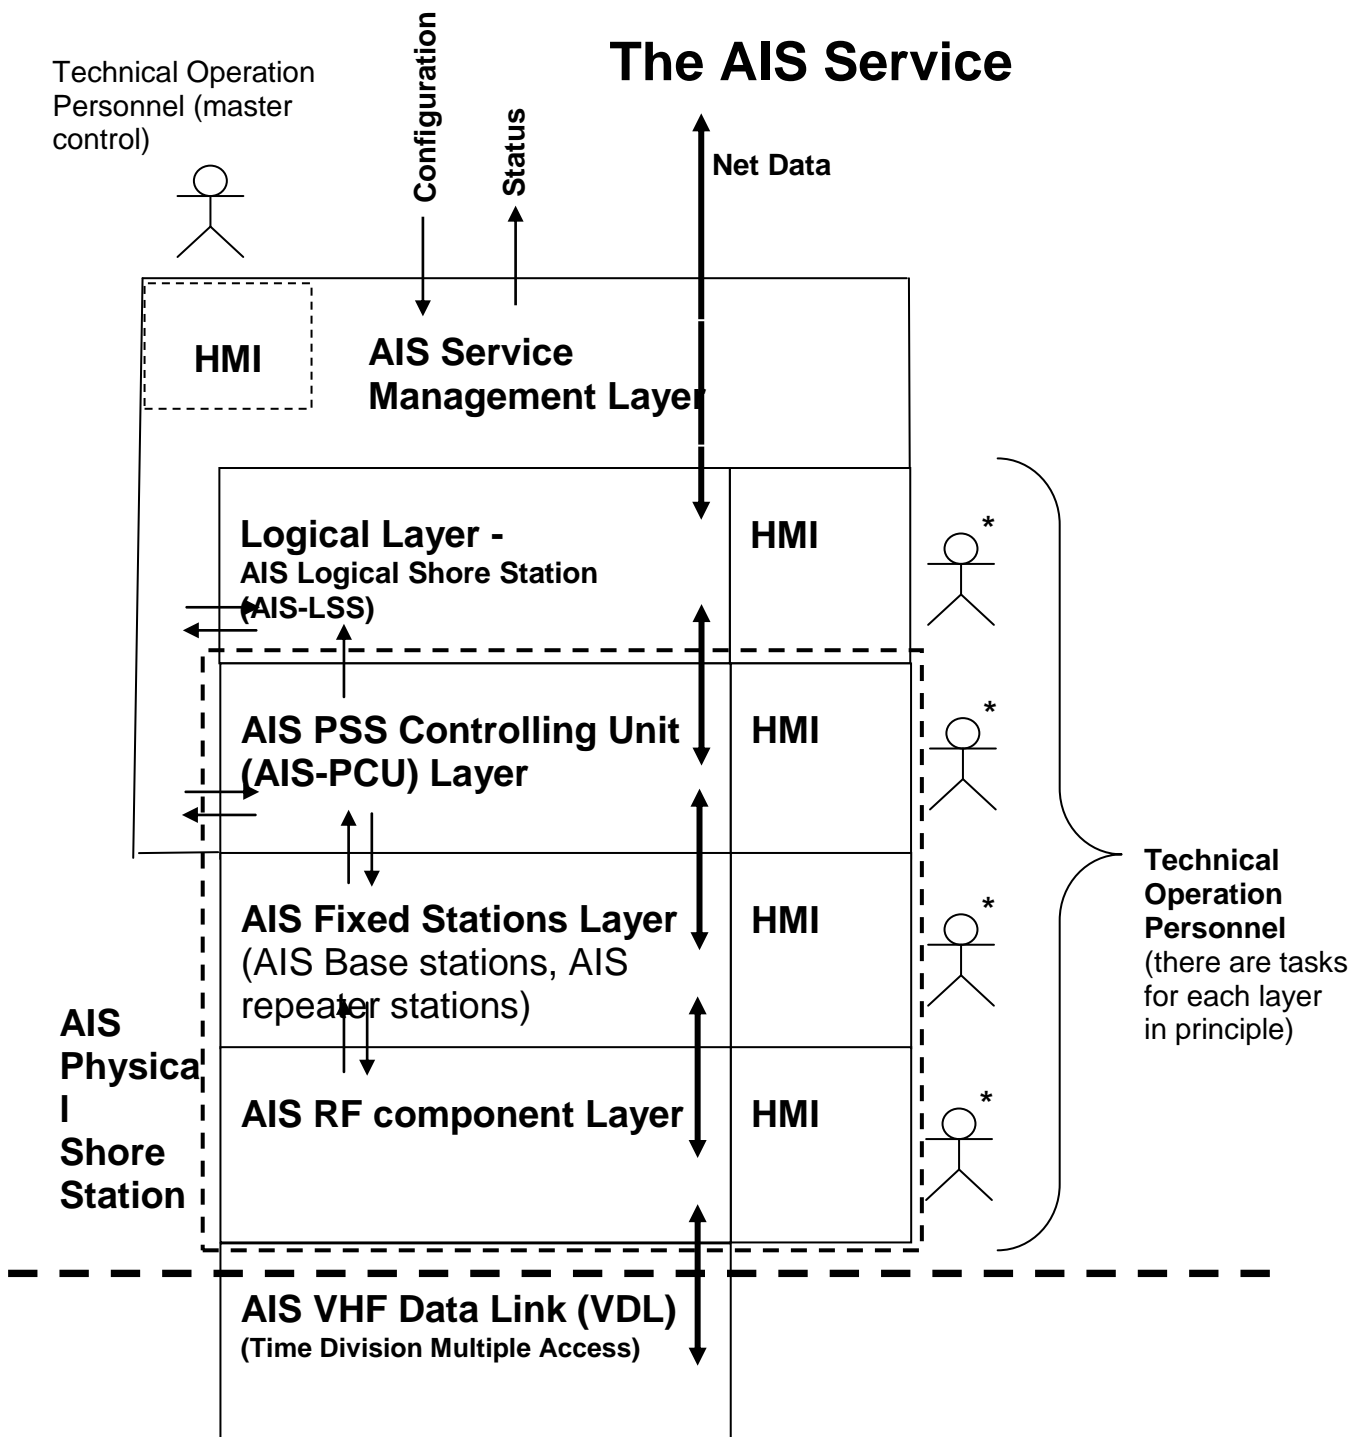 The AIS Service
Technical Operation
Personnel (master
control)
Configuration
Status
Net Data
HMI
AIS Service
Management Layer
Logical Layer -
AIS Logical Shore Station
(AIS-LSS)
HMI
*
AIS PSS Controlling Unit
(AIS-PCU) Layer
HMI
*
AIS Fixed Stations Layer
(AIS Base stations, AIS
repeater stations)
HMI
*
AIS RF component Layer
HMI
*
Technical
Operation
Personnel
(there are tasks
for each layer
in principle)
AIS
Physica
l
Shore
Station
AIS VHF Data Link (VDL)
(Time Division Multiple Access)